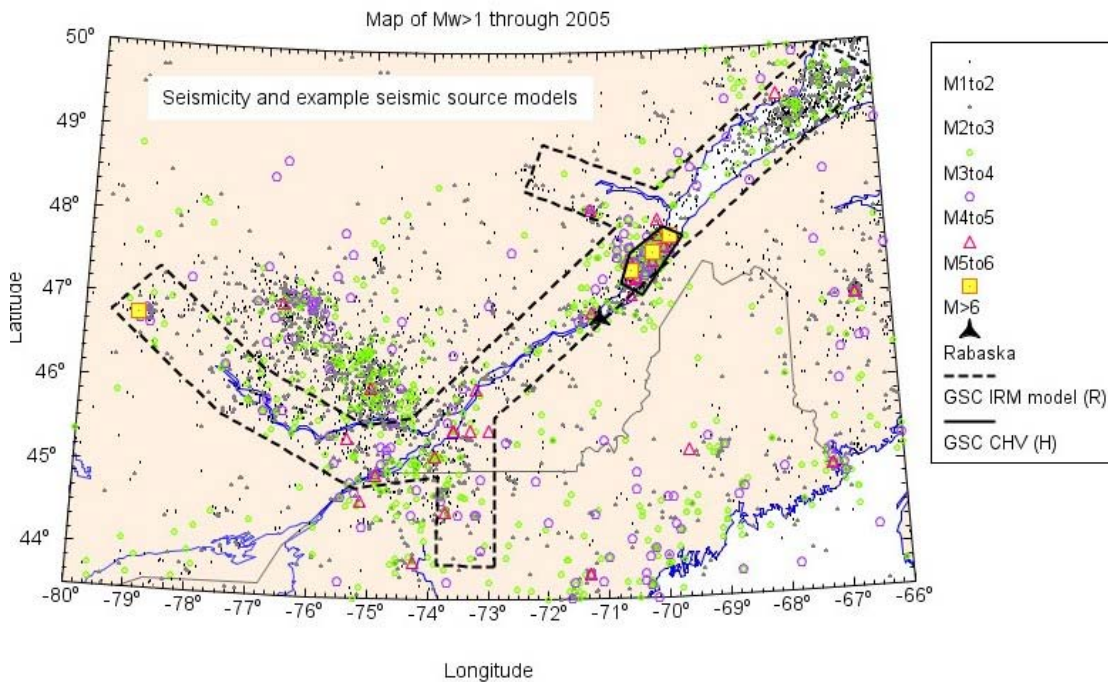 Map of Mw>1 through 2005
Seismicity and example seismic source models
50°
49°
48°
47°
46°
45°
44°
Latitude
-80° -79° -78° -77° -76° -75° -74° -73° -72° -71° -70° -69° -68° -67° -66°
Longitude
M1to2
M2to3
M3to4
M4to5
M5to6
M>6
Rabaska
GSC IRM model (R)
GSC CHV (H)